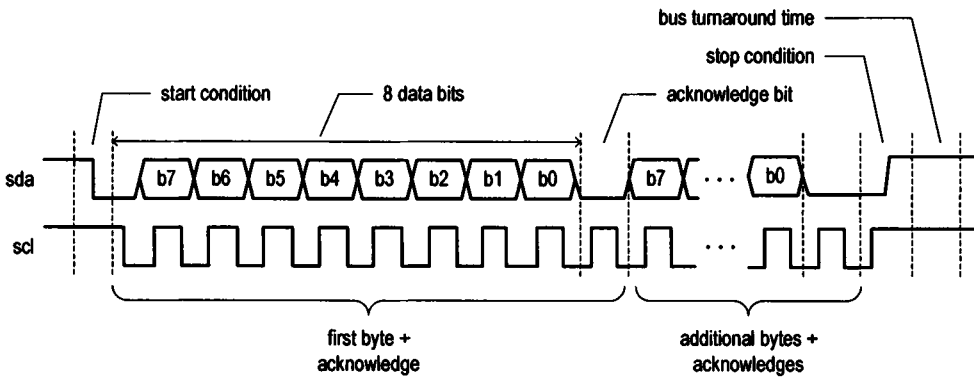 bus turnaround time
stop condition
start condition
8 data bits
acknowledge bit
sda
b7
b6
b5
b4
b3
b2
b1
b0
b7
• • •
b0
scl
• • •
first byte +
acknowledge
additional bytes +
acknowledges